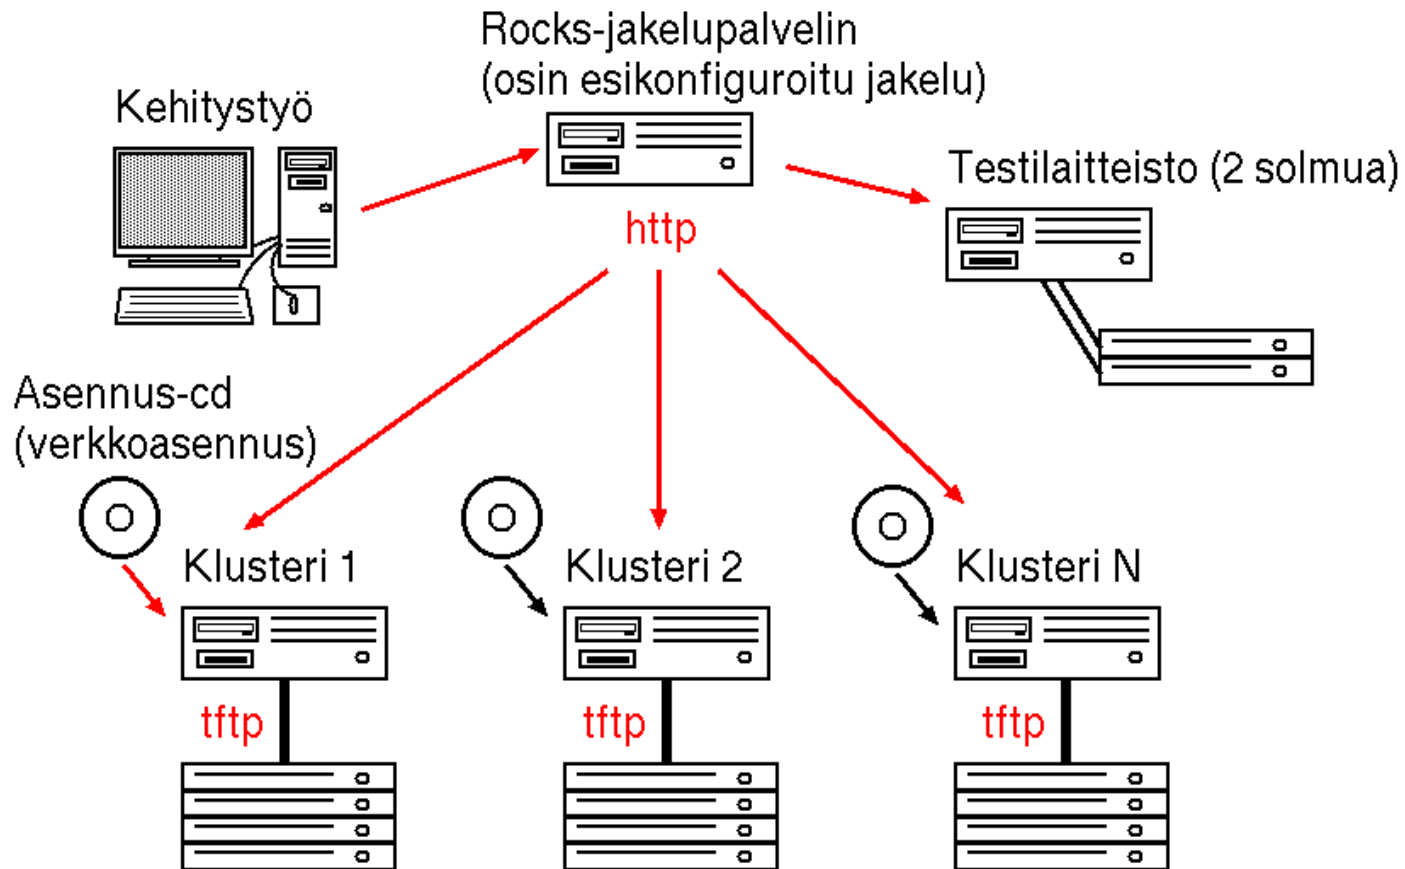 Rocks-jakelupalvelin
(osin esikonfiguroitu jakelu)
Kehitystyö
Testilaitteisto (2 solmua)
http
Asennus-cd
(verkkoasennus)
Klusteri 1
Klusteri 2
Klusteri N
tftp
tftp
tftp